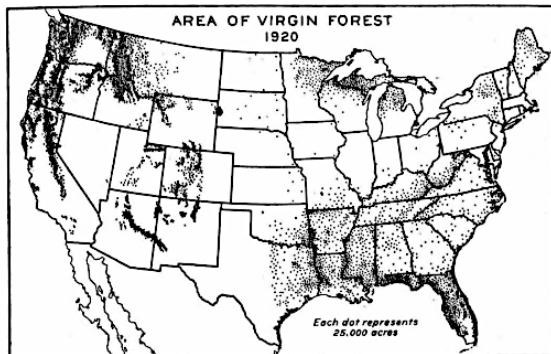 AREA OF VIRGIN FOREST
1920
Each dot represents
25,000 acres